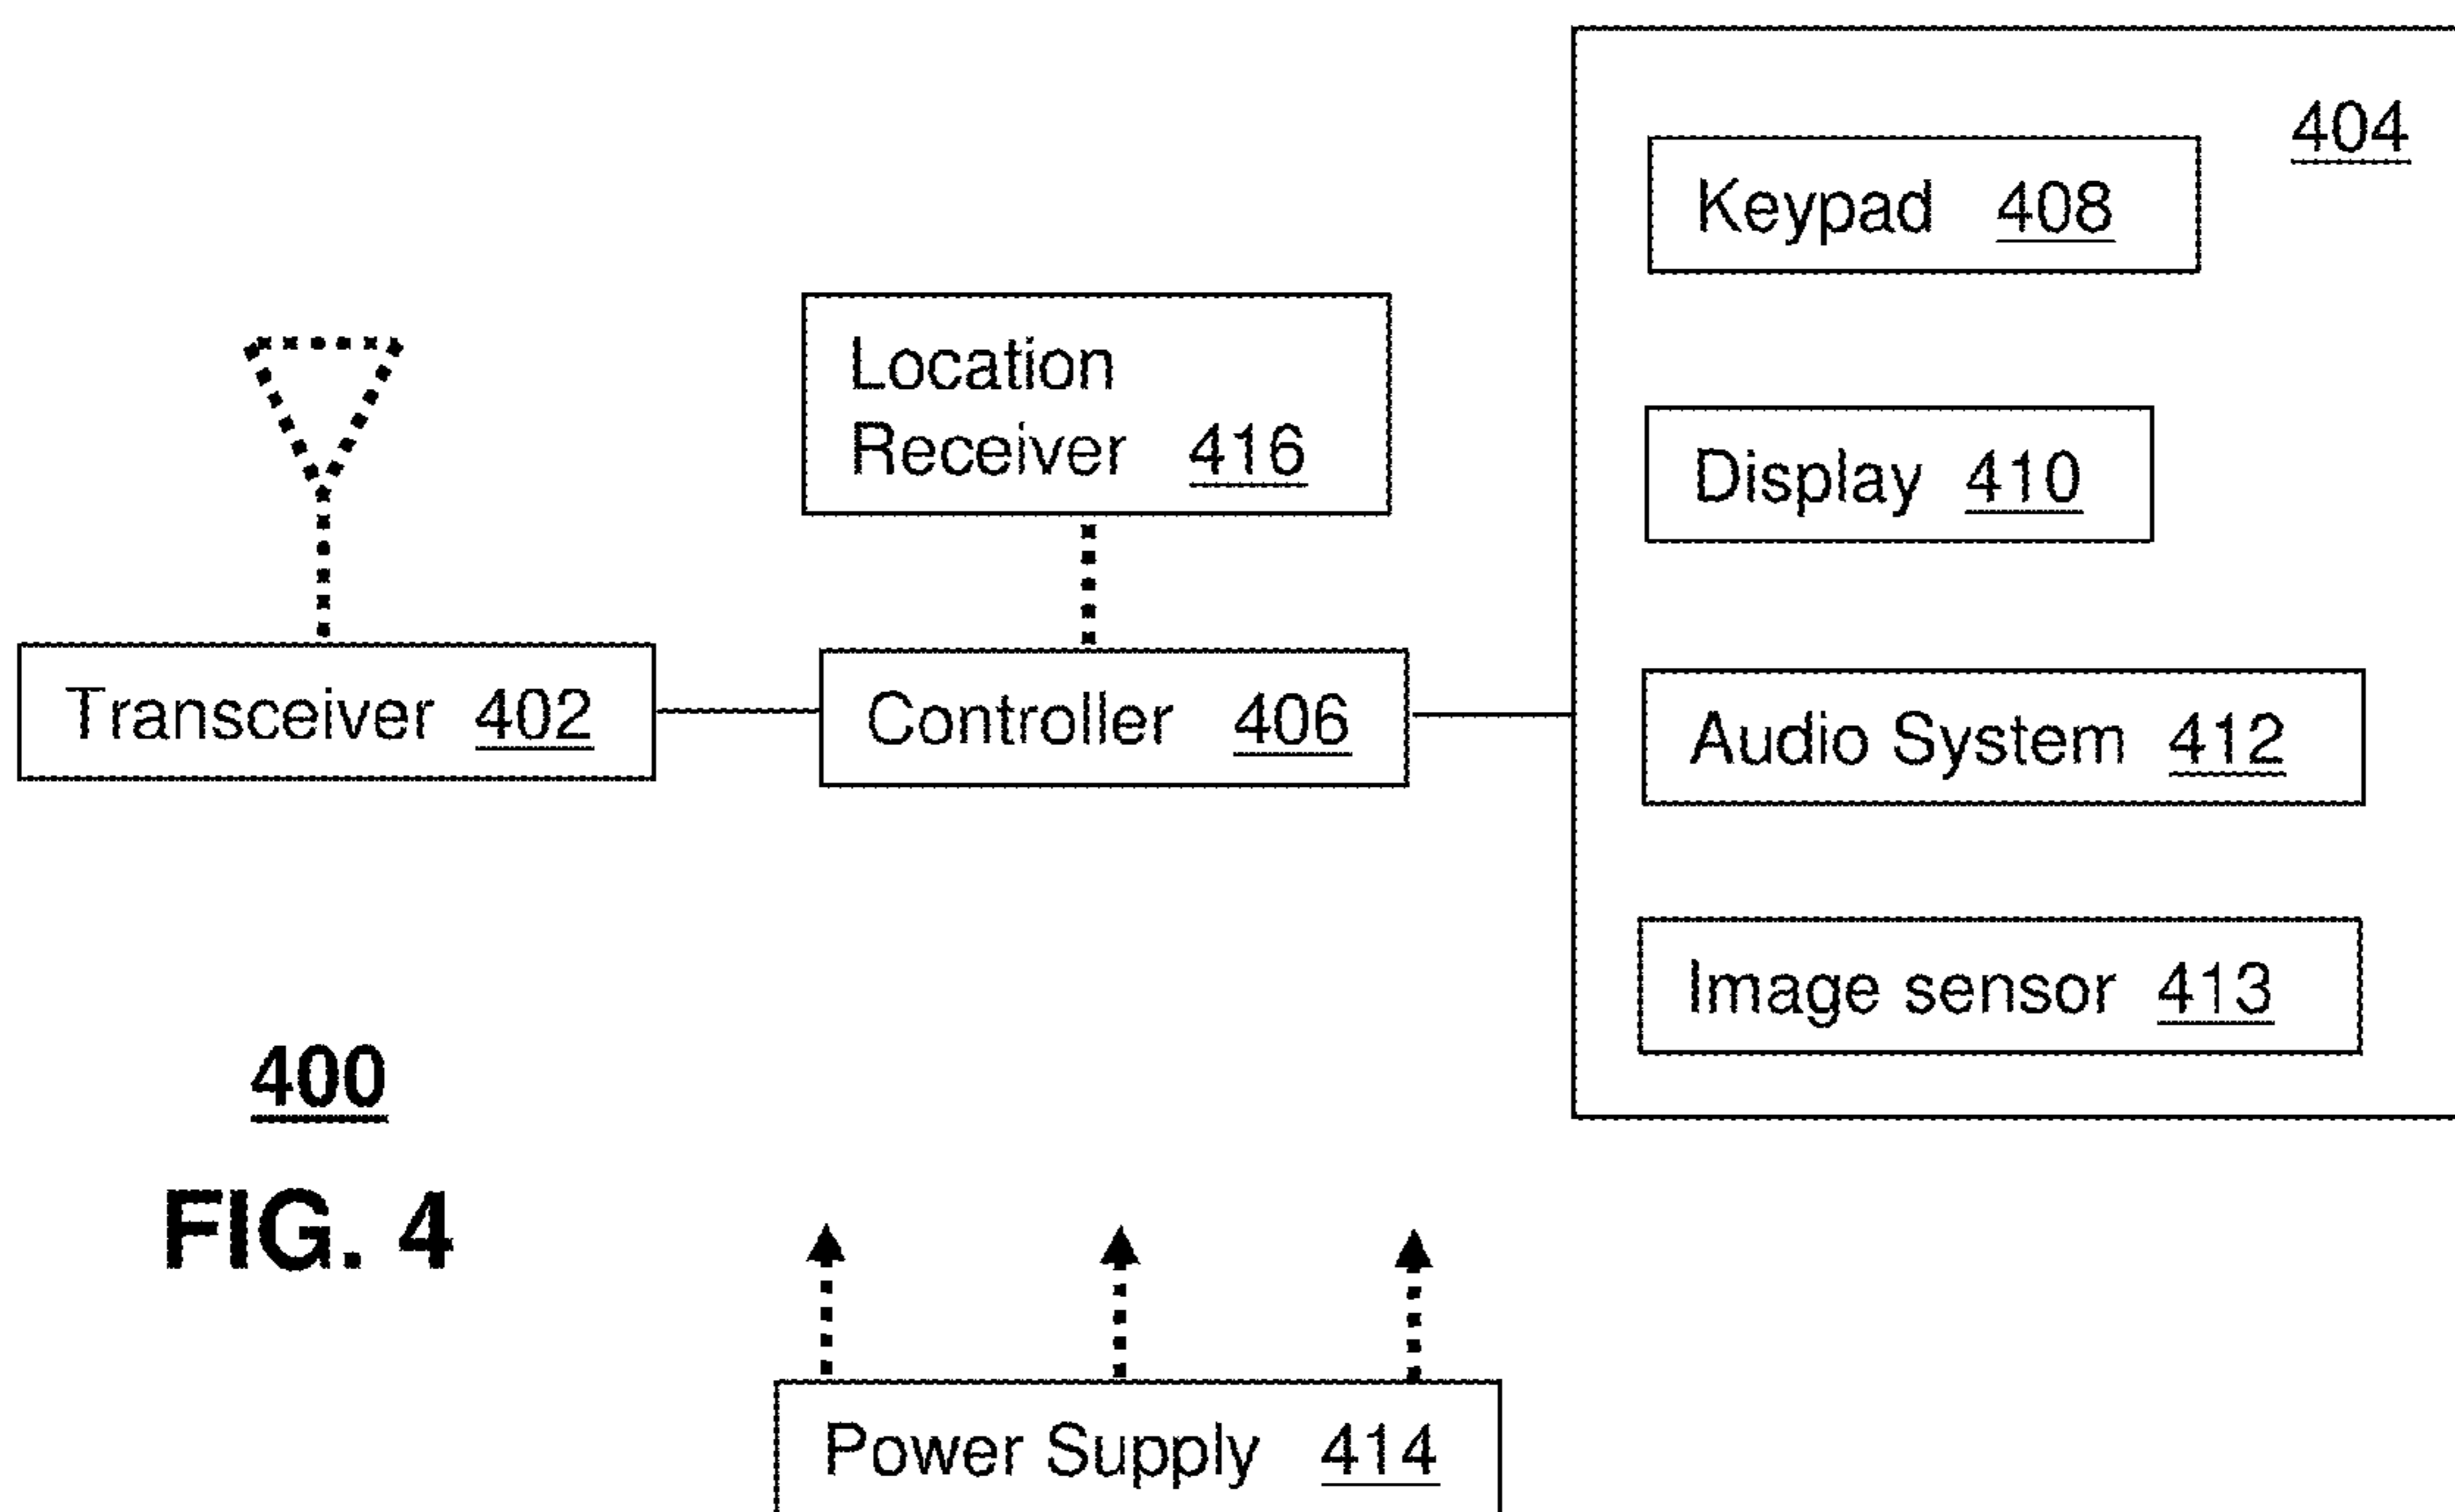 404
Keypad 408
Location
Receiver 416
Display 410
Transceiver 402
Controller 406
Audio System 412
Image sensor 413
400
FIG. 4
Power Supply 414